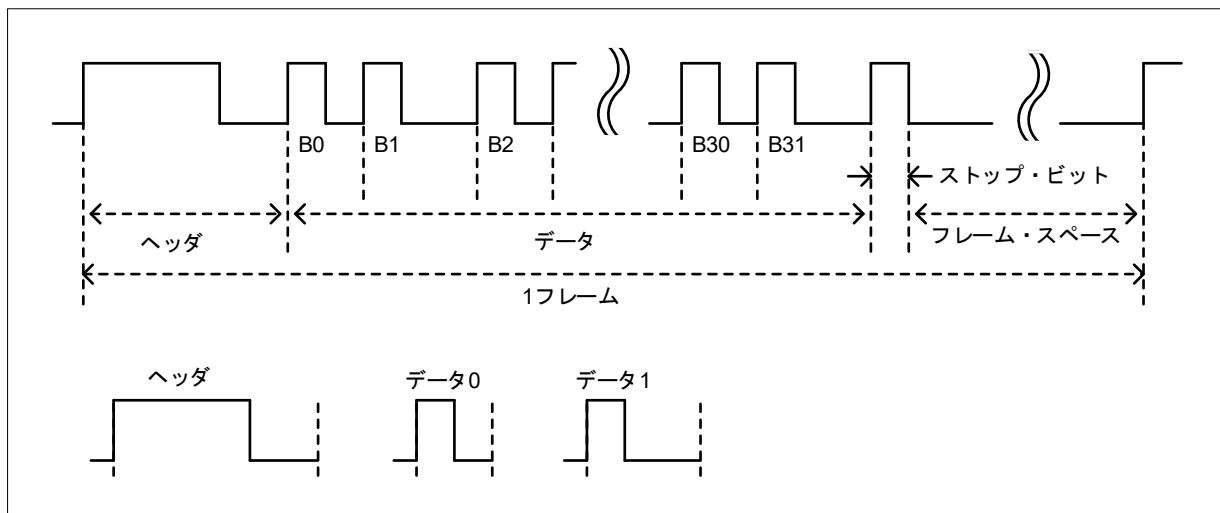 B0 B1 B2 B30 B31
ストップ・ビット
ヘッダ データ フレーム・スペース
1フレーム
ヘッダ データ0 データ1